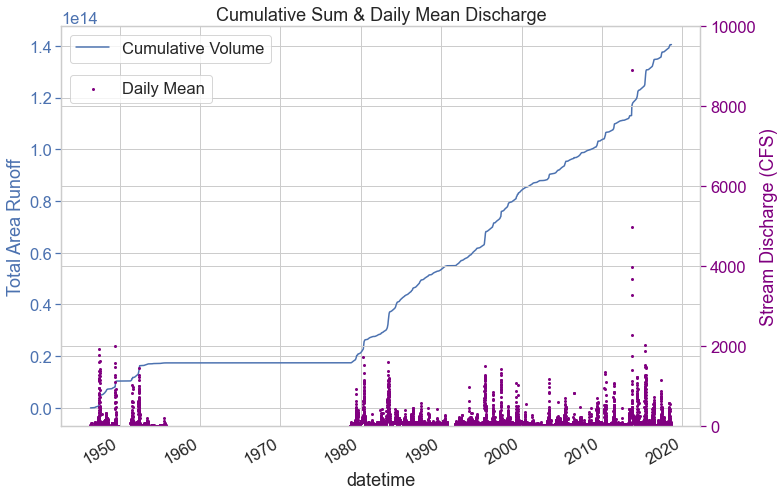 Cumulative Sum & Daily Mean Discharge
1e14
Cumulative Volume
Daily Mean
Total Area Runoff
1.4
1.2
1.0
0.8
0.6
0.4
0.2
0.0
10000
8000
6000
4000
2000
0
Stream Discharge (CFS)
1950 1960 1970 1980 1990 2000 2010 2020
datetime